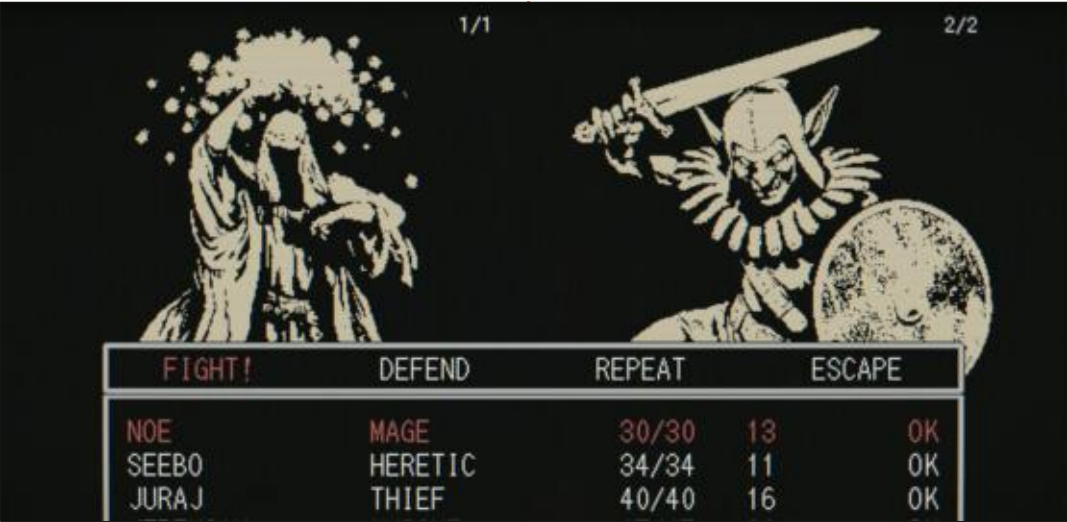 1/1 2/2
FIGHT! DEFEND REPEAT ESCAPE
NOE MAGE 30/30 13 OK
SEEBO HERETIC 34/34 11 OK
JURAJ THIEF 40/40 16 OK